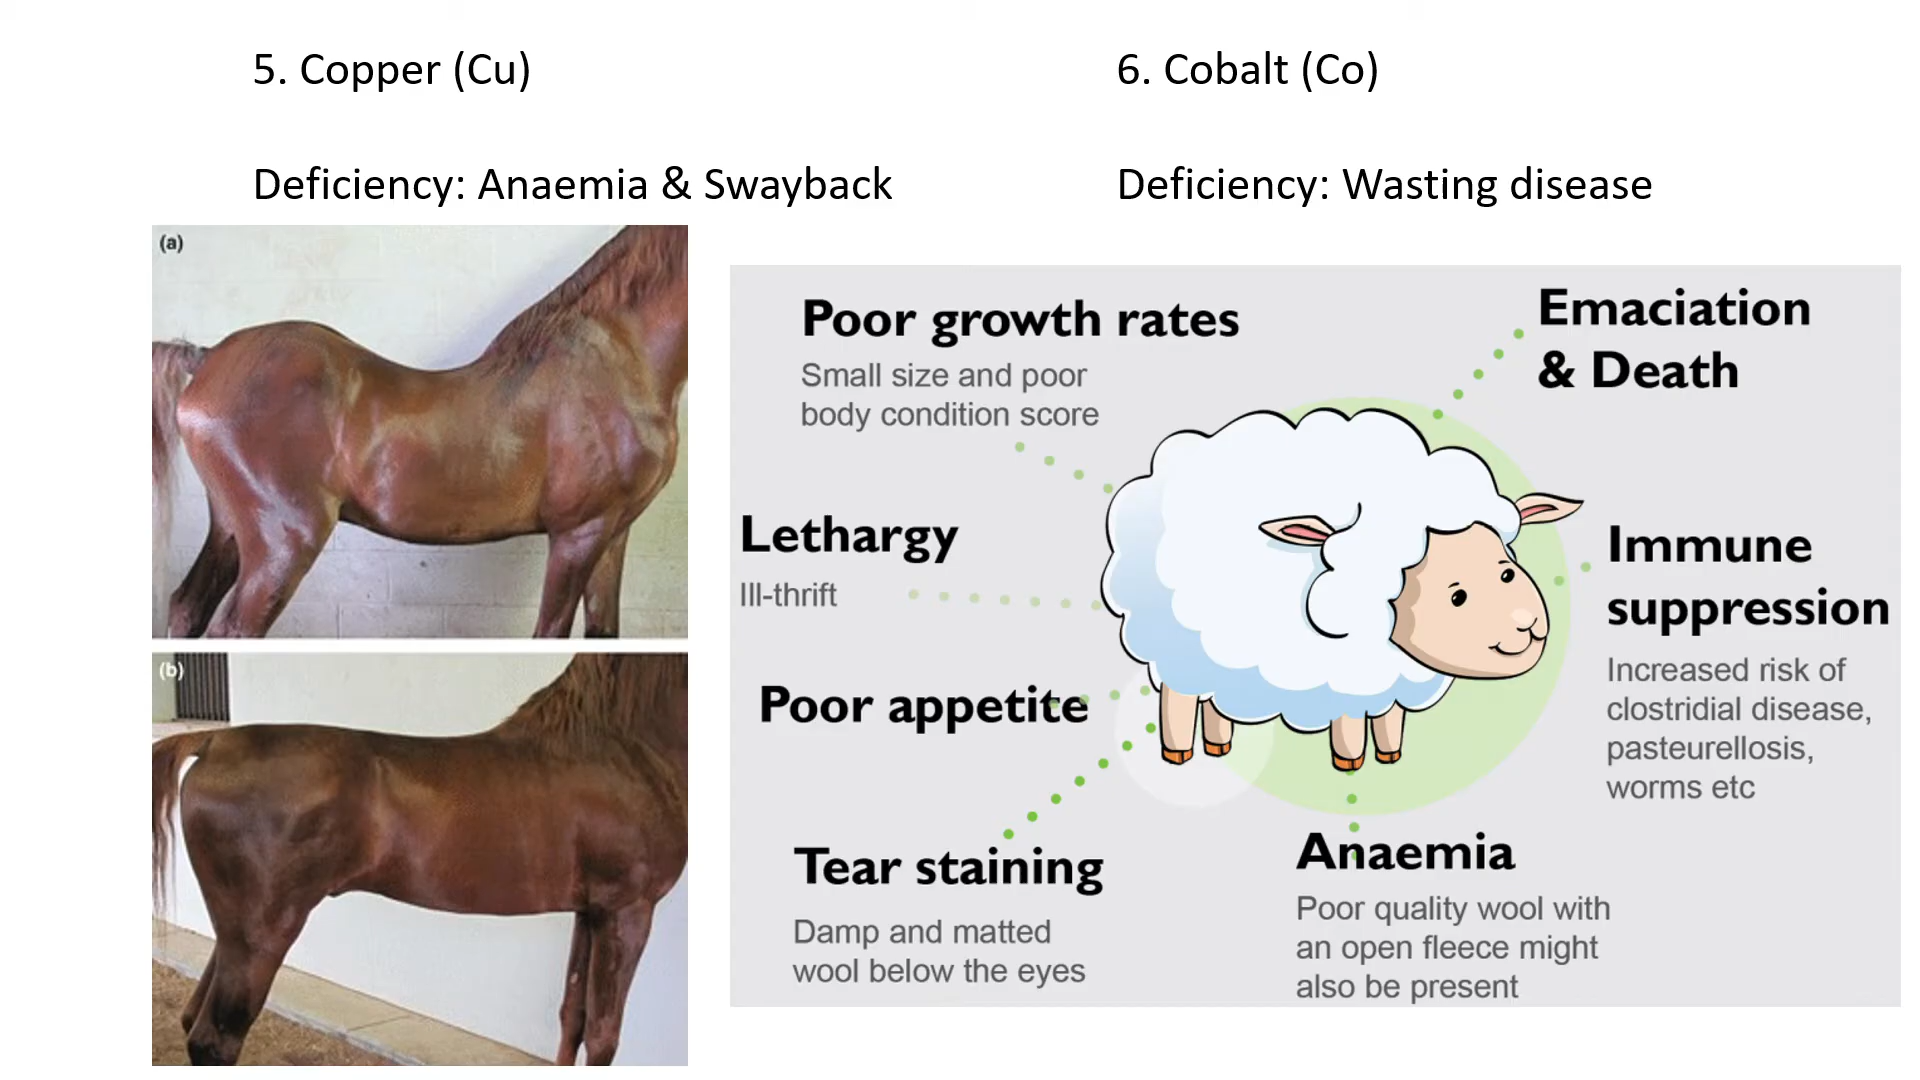 5. Copper (Cu)
Deficiency: Anaemia & Swayback
(a)
(b)
6. Cobalt (Co)
Deficiency: Wasting disease
Poor growth rates
Small size and poor
body condition score
Emaciation
& Death
Lethargy
Ill-thrift
Immune
suppression
Increased risk of
clostridial disease,
pasteurellosis,
worms etc
Poor appetite
Tear staining
Damp and matted
wool below the eyes
Anaemia
Poor quality wool with
an open fleece might
also be present